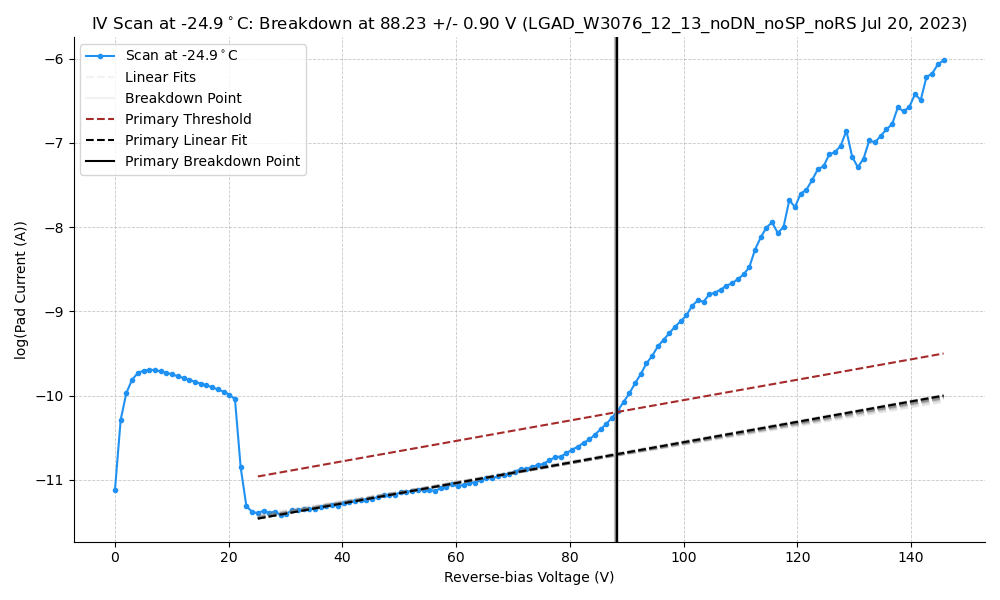 IV Scan at -24.9°C: Breakdown at 88.23 +/- 0.90 V (LGAD_W3076_12_13_noDN_noSP_noRS Jul 20, 2023)
Scan at -24.9°C
Linear Fits
Breakdown Point
Primary Threshold
Primary Linear Fit
Primary Breakdown Point
log(Pad Current (A))
−6
−7
−8
−9
−10
−11
0 20 40 60 80 100 120 140
Reverse-bias Voltage (V)